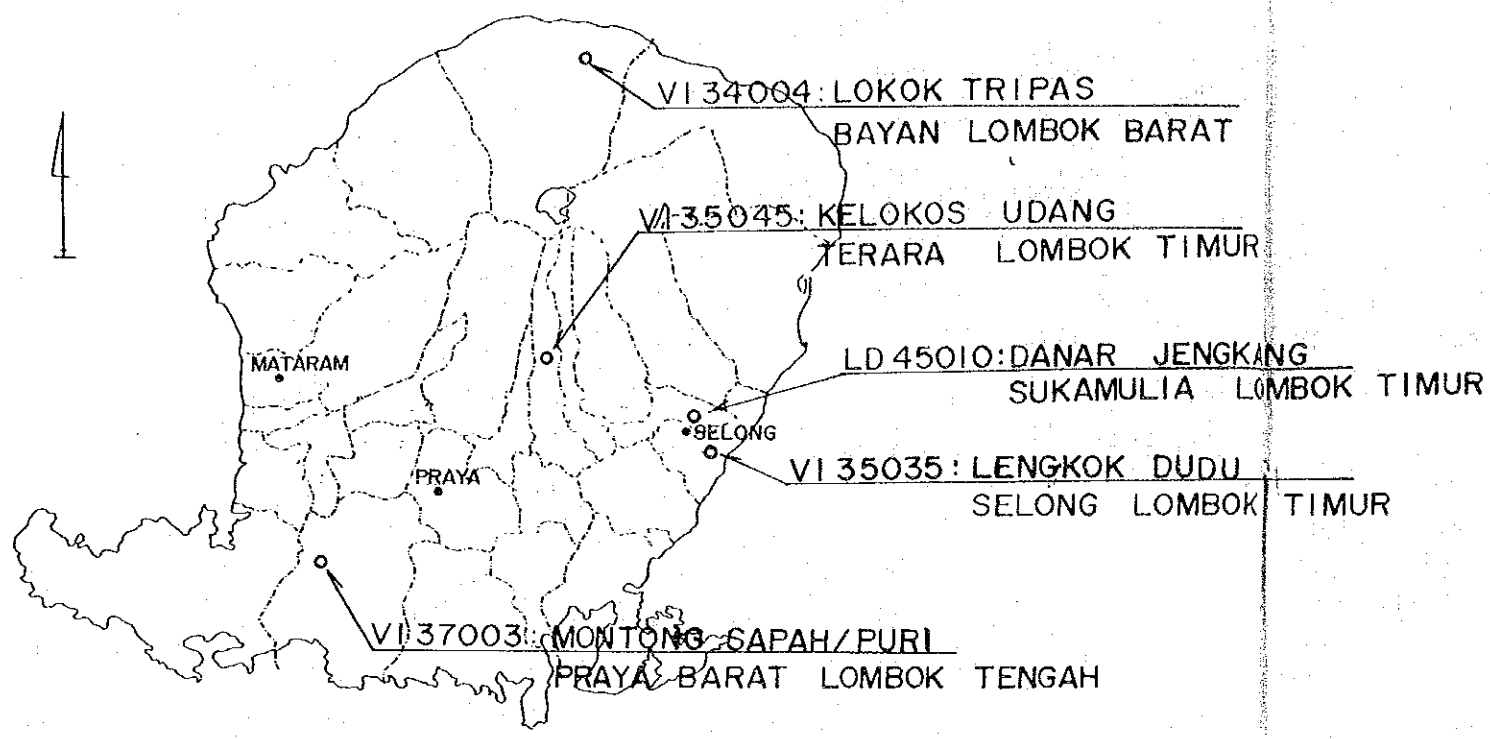 VI 34004: LOKOK TRIPAS
BAYAN LOMBOK BARAT
VI 35045: KELOKOS UDANG
TERARA LOMBOK TIMUR
LD 45010: DANAR JENGKANG
SUKAMULIA LOMBOK TIMUR
MATARAM
SELONG
VI 35035: LENGKOK DUDU
SELONG LOMBOK TIMUR
PRAYA
VI 37003: MONTONG SAPAH/PURI
PRAYA BARAT LOMBOK TENGAH